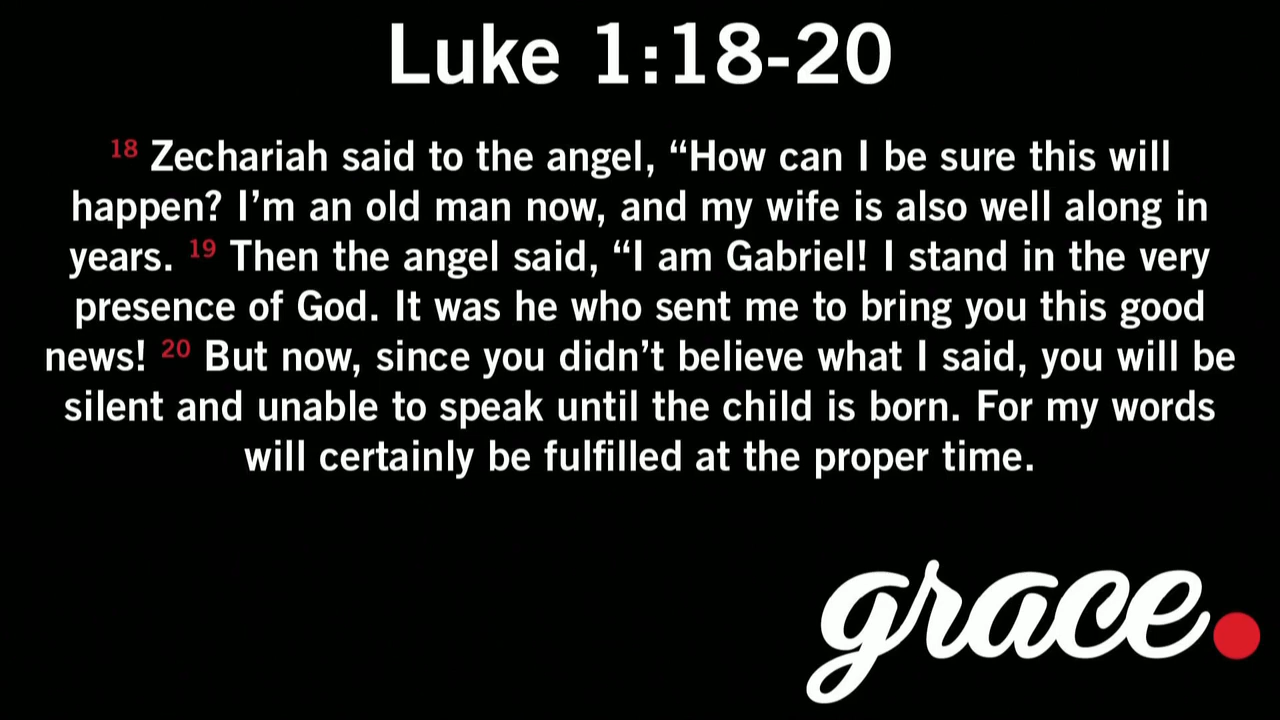 Luke 1:18-20
18 Zechariah said to the angel, “How can I be sure this will
happen? I’m an old man now, and my wife is also well along in
years. 19 Then the angel said, “I am Gabriel! I stand in the very
presence of God. It was he who sent me to bring you this good
news! 20 But now, since you didn’t believe what I said, you will be
silent and unable to speak until the child is born. For my words
will certainly be fulfilled at the proper time.
grace.